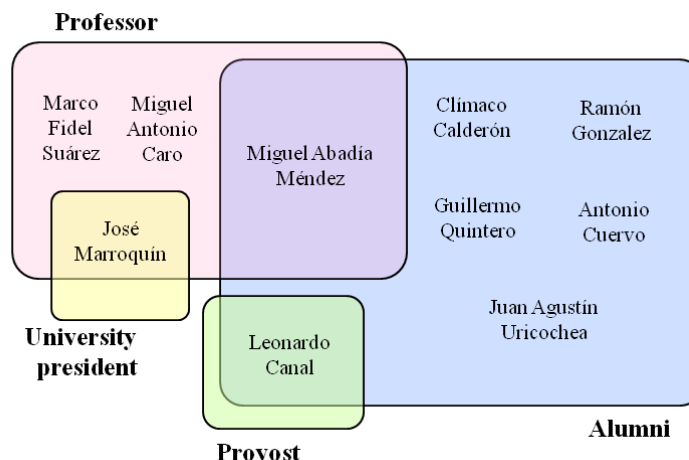 Professor
Marco
Fidel
Suárez
Miguel
Antonio
Caro
Miguel Abadía
Méndez
Clímaco
Calderón
Ramón
Gonzalez
José
Marroquín
Guillermo
Quintero
Antonio
Cuervo
Juan Agustín
Uricochea
University
president
Leonardo
Canal
Alumni
Provost